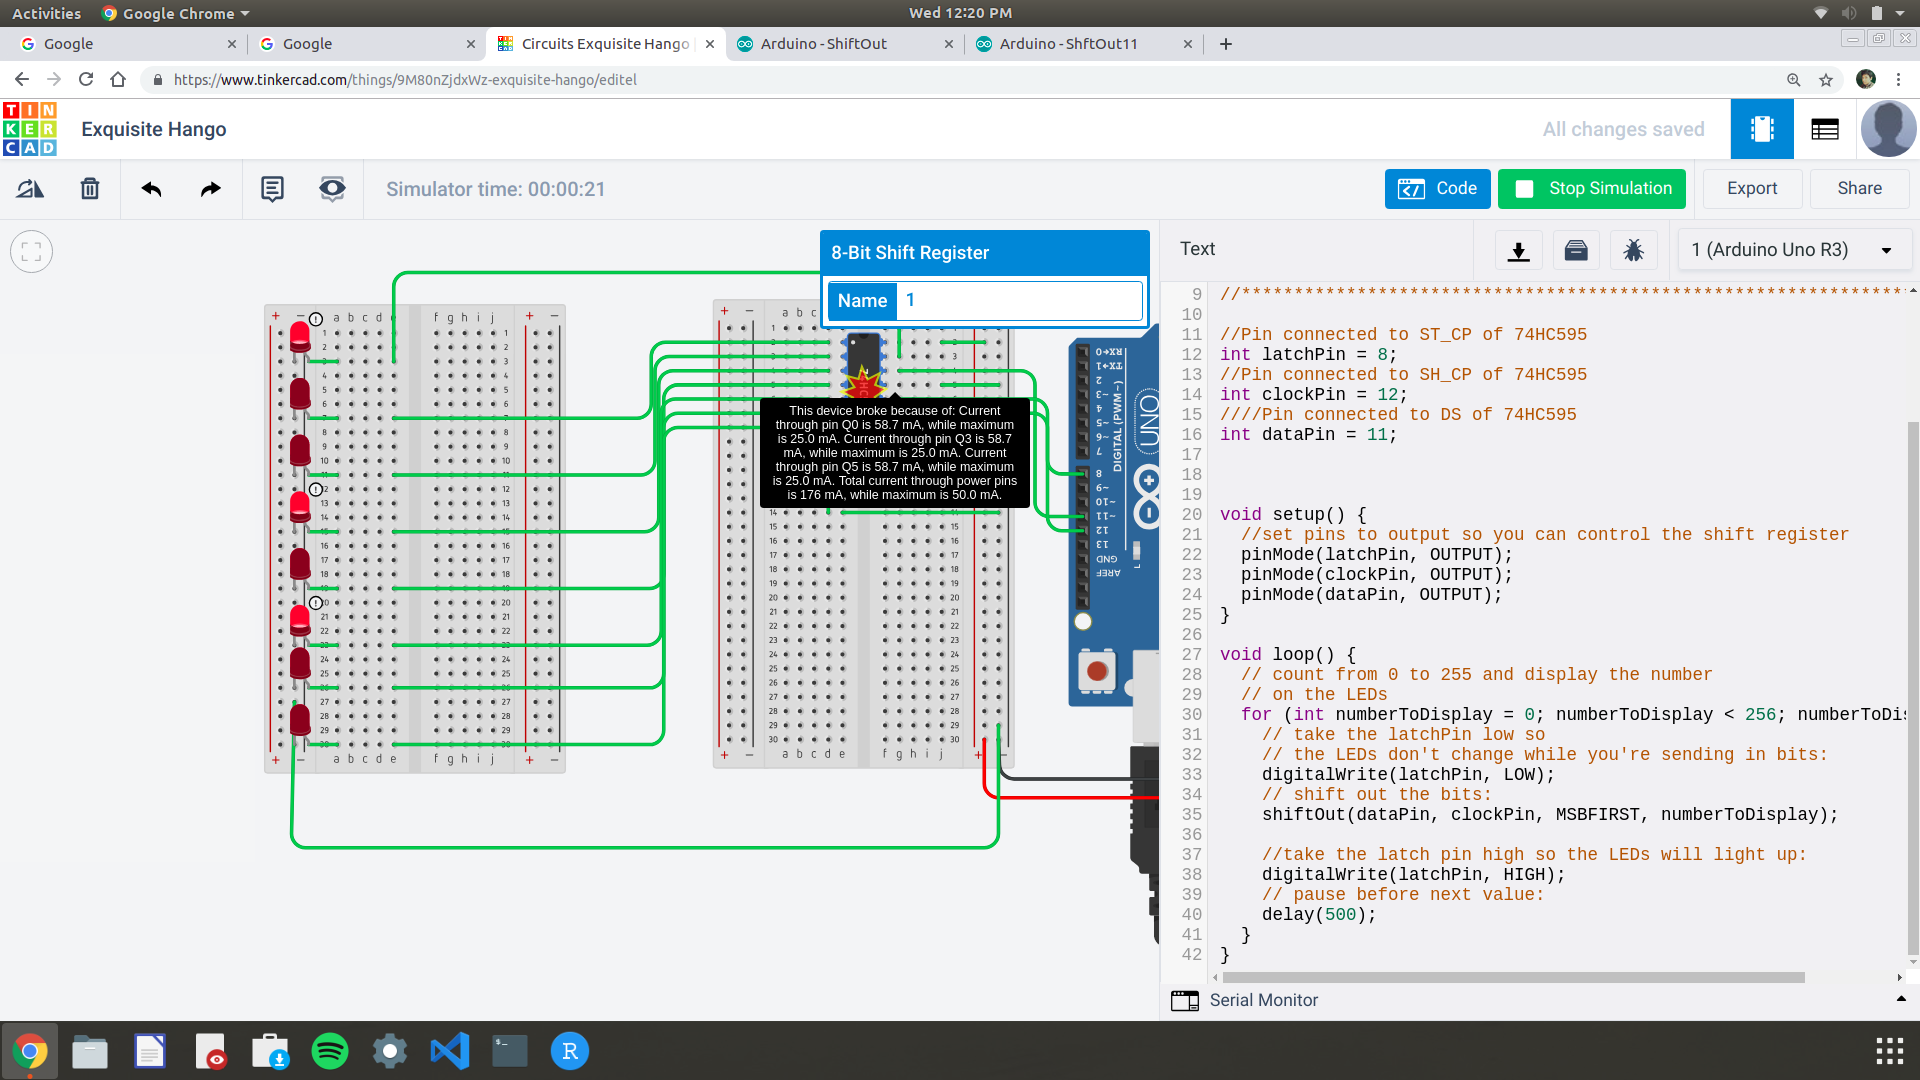 Activities
Google Chrome
Wed 12:20 PM
Google
Google
Circuits Exquisite Hango
Arduino - ShiftOut
Arduino - ShftOut11
https://www.tinkercad.com/things/9M80nZjdxWz-exquisite-hango/editel
TIN
KER
CAD
Exquisite Hango
All changes saved
Simulator time: 00:00:21
Code
Stop Simulation
Export
Share
8-Bit Shift Register
Name
1
This device broke because of: Current
through pin Q0 is 58.7 mA, while maximum
is 25.0 mA. Current through pin Q3 is 58.7
mA, while maximum is 25.0 mA. Current
through pin Q5 is 58.7 mA, while maximum
is 25.0 mA. Total current through power pins
is 176 mA, while maximum is 50.0 mA.
DIGITAL (PWM~)
UNO
Text
1 (Arduino Uno R3)
9 //***************************************************************
10
11 //Pin connected to ST_CP of 74HC595
12 int latchPin = 8;
13 //Pin connected to SH_CP of 74HC595
14 int clockPin = 12;
15 ////Pin connected to DS of 74HC595
16 int dataPin = 11;
17
18
19
20 void setup() {
21 //set pins to output so you can control the shift register
22 pinMode(latchPin, OUTPUT);
23 pinMode(clockPin, OUTPUT);
24 pinMode(dataPin, OUTPUT);
25 }
26
27 void loop() {
28 // count from 0 to 255 and display the number
29 // on the LEDs
30 for (int numberToDisplay = 0; numberToDisplay < 256; numberToDi
31 // take the latchPin low so
32 // the LEDs don't change while you're sending in bits:
33 digitalWrite(latchPin, LOW);
34 // shift out the bits:
35 shiftOut(dataPin, clockPin, MSBFIRST, numberToDisplay);
36
37 //take the latch pin high so the LEDs will light up:
38 digitalWrite(latchPin, HIGH);
39 // pause before next value:
40 delay(500);
41 }
42 }
Serial Monitor